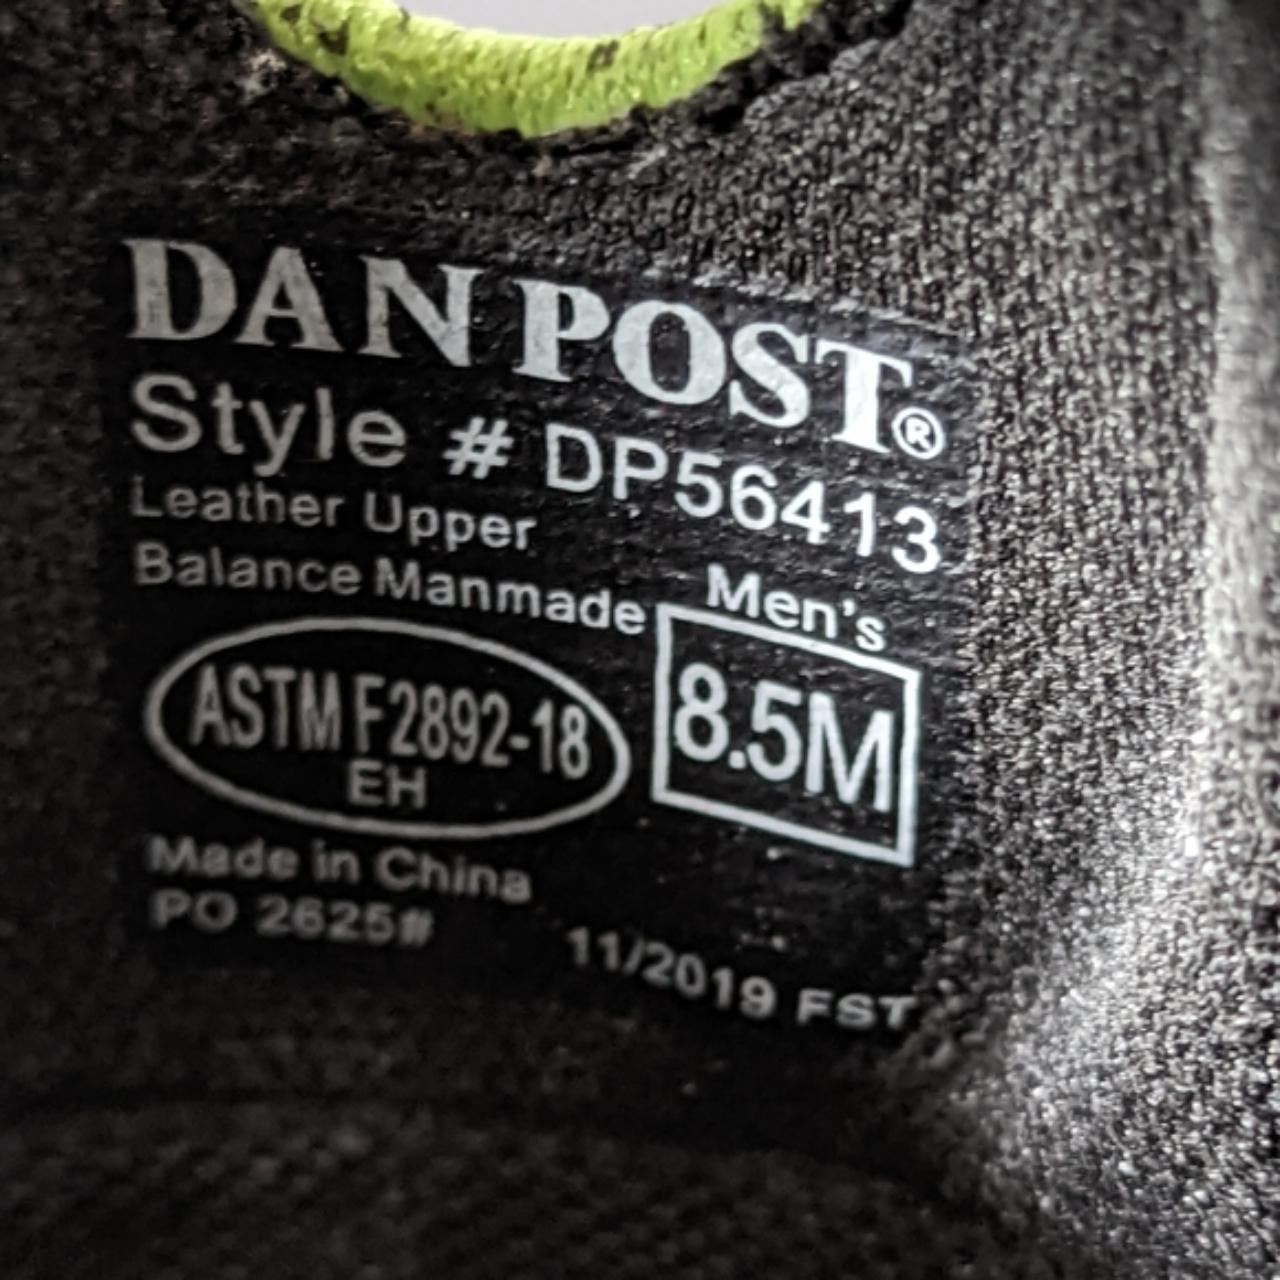 DAN POST®
Style # DP56413
Leather Upper
Balance Manmade
Men's
8.5M
ASTM F2892-18
EH
Made in China
PO 2625#
11/2019 FST